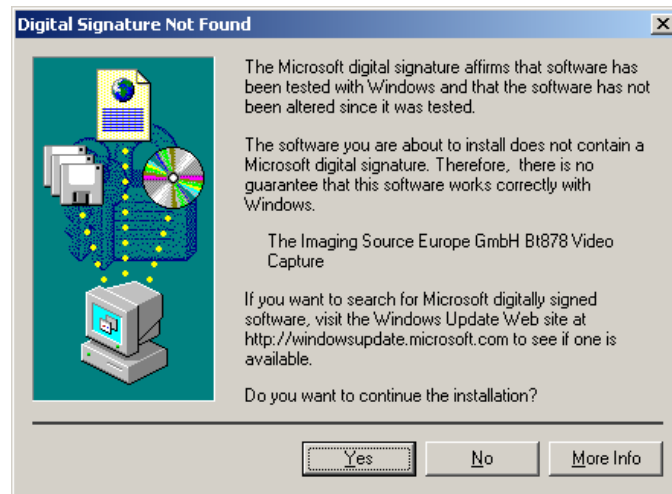 Digital Signature Not Found
The Microsoft digital signature affirms that software has
been tested with Windows and that the software has not
been altered since it was tested.
The software you are about to install does not contain a
Microsoft digital signature. Therefore, there is no
guarantee that this software works correctly with
Windows.
The Imaging Source Europe GmbH Bt878 Video
Capture
If you want to search for Microsoft digitally signed
software, visit the Windows Update Web site at
http://windowsupdate.microsoft.com to see if one is
available.
Do you want to continue the installation?
Yes No More Info